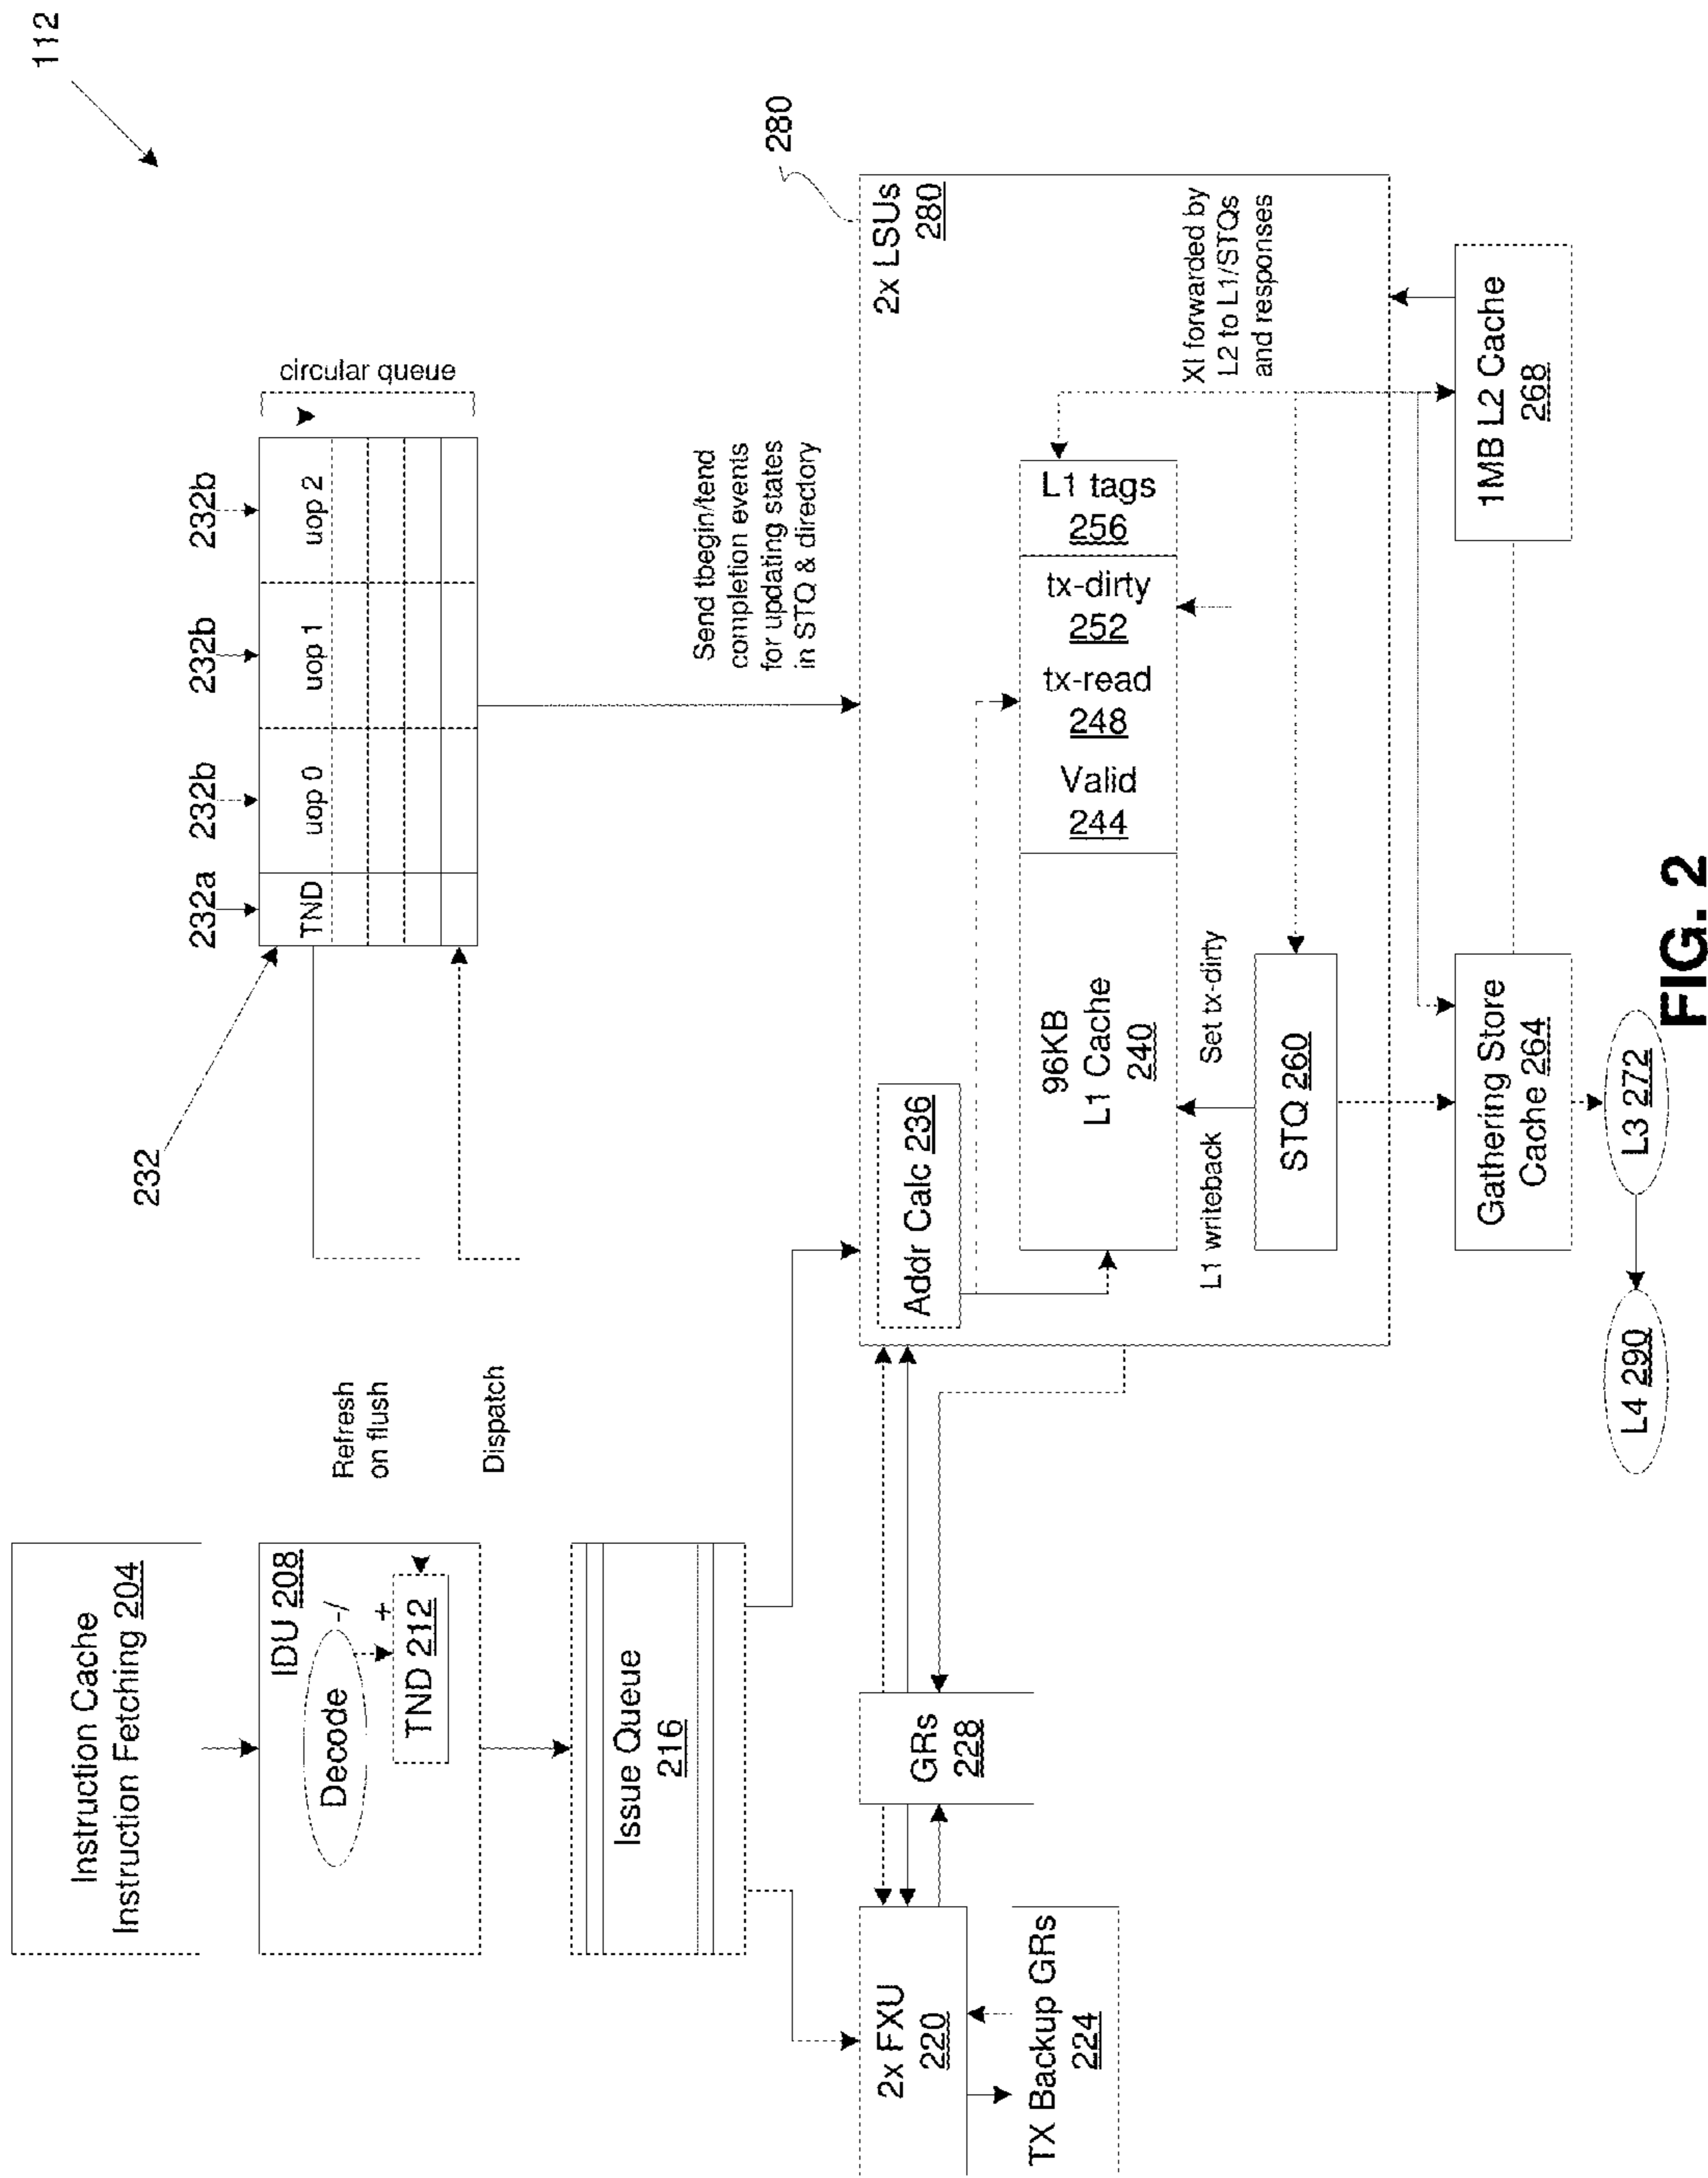 112
Instruction Cache
Instruction Fetching 204
IDU 208
Decode
-/
+
TND 212
Refresh
on flush
Dispatch
232
232a
232b
232b
232b
TND
uop 0
uop 1
uop 2
circular queue
Issue Queue
216
Send tbegin/tend
completion events
for updating states
in STQ & directory
280
2x FXU
220
TX Backup GRs
224
GRs
228
2x LSUs
280
Addr Calc 236
96KB
L1 Cache
240
Valid
244
tx-read
248
tx-dirty
252
L1 tags
256
XI forwarded by
L2 to L1/STQs
and responses
L1 writeback
Set tx-dirty
STQ 260
Gathering Store
Cache 264
1MB L2 Cache
268
L4 290
L3 272
FIG. 2